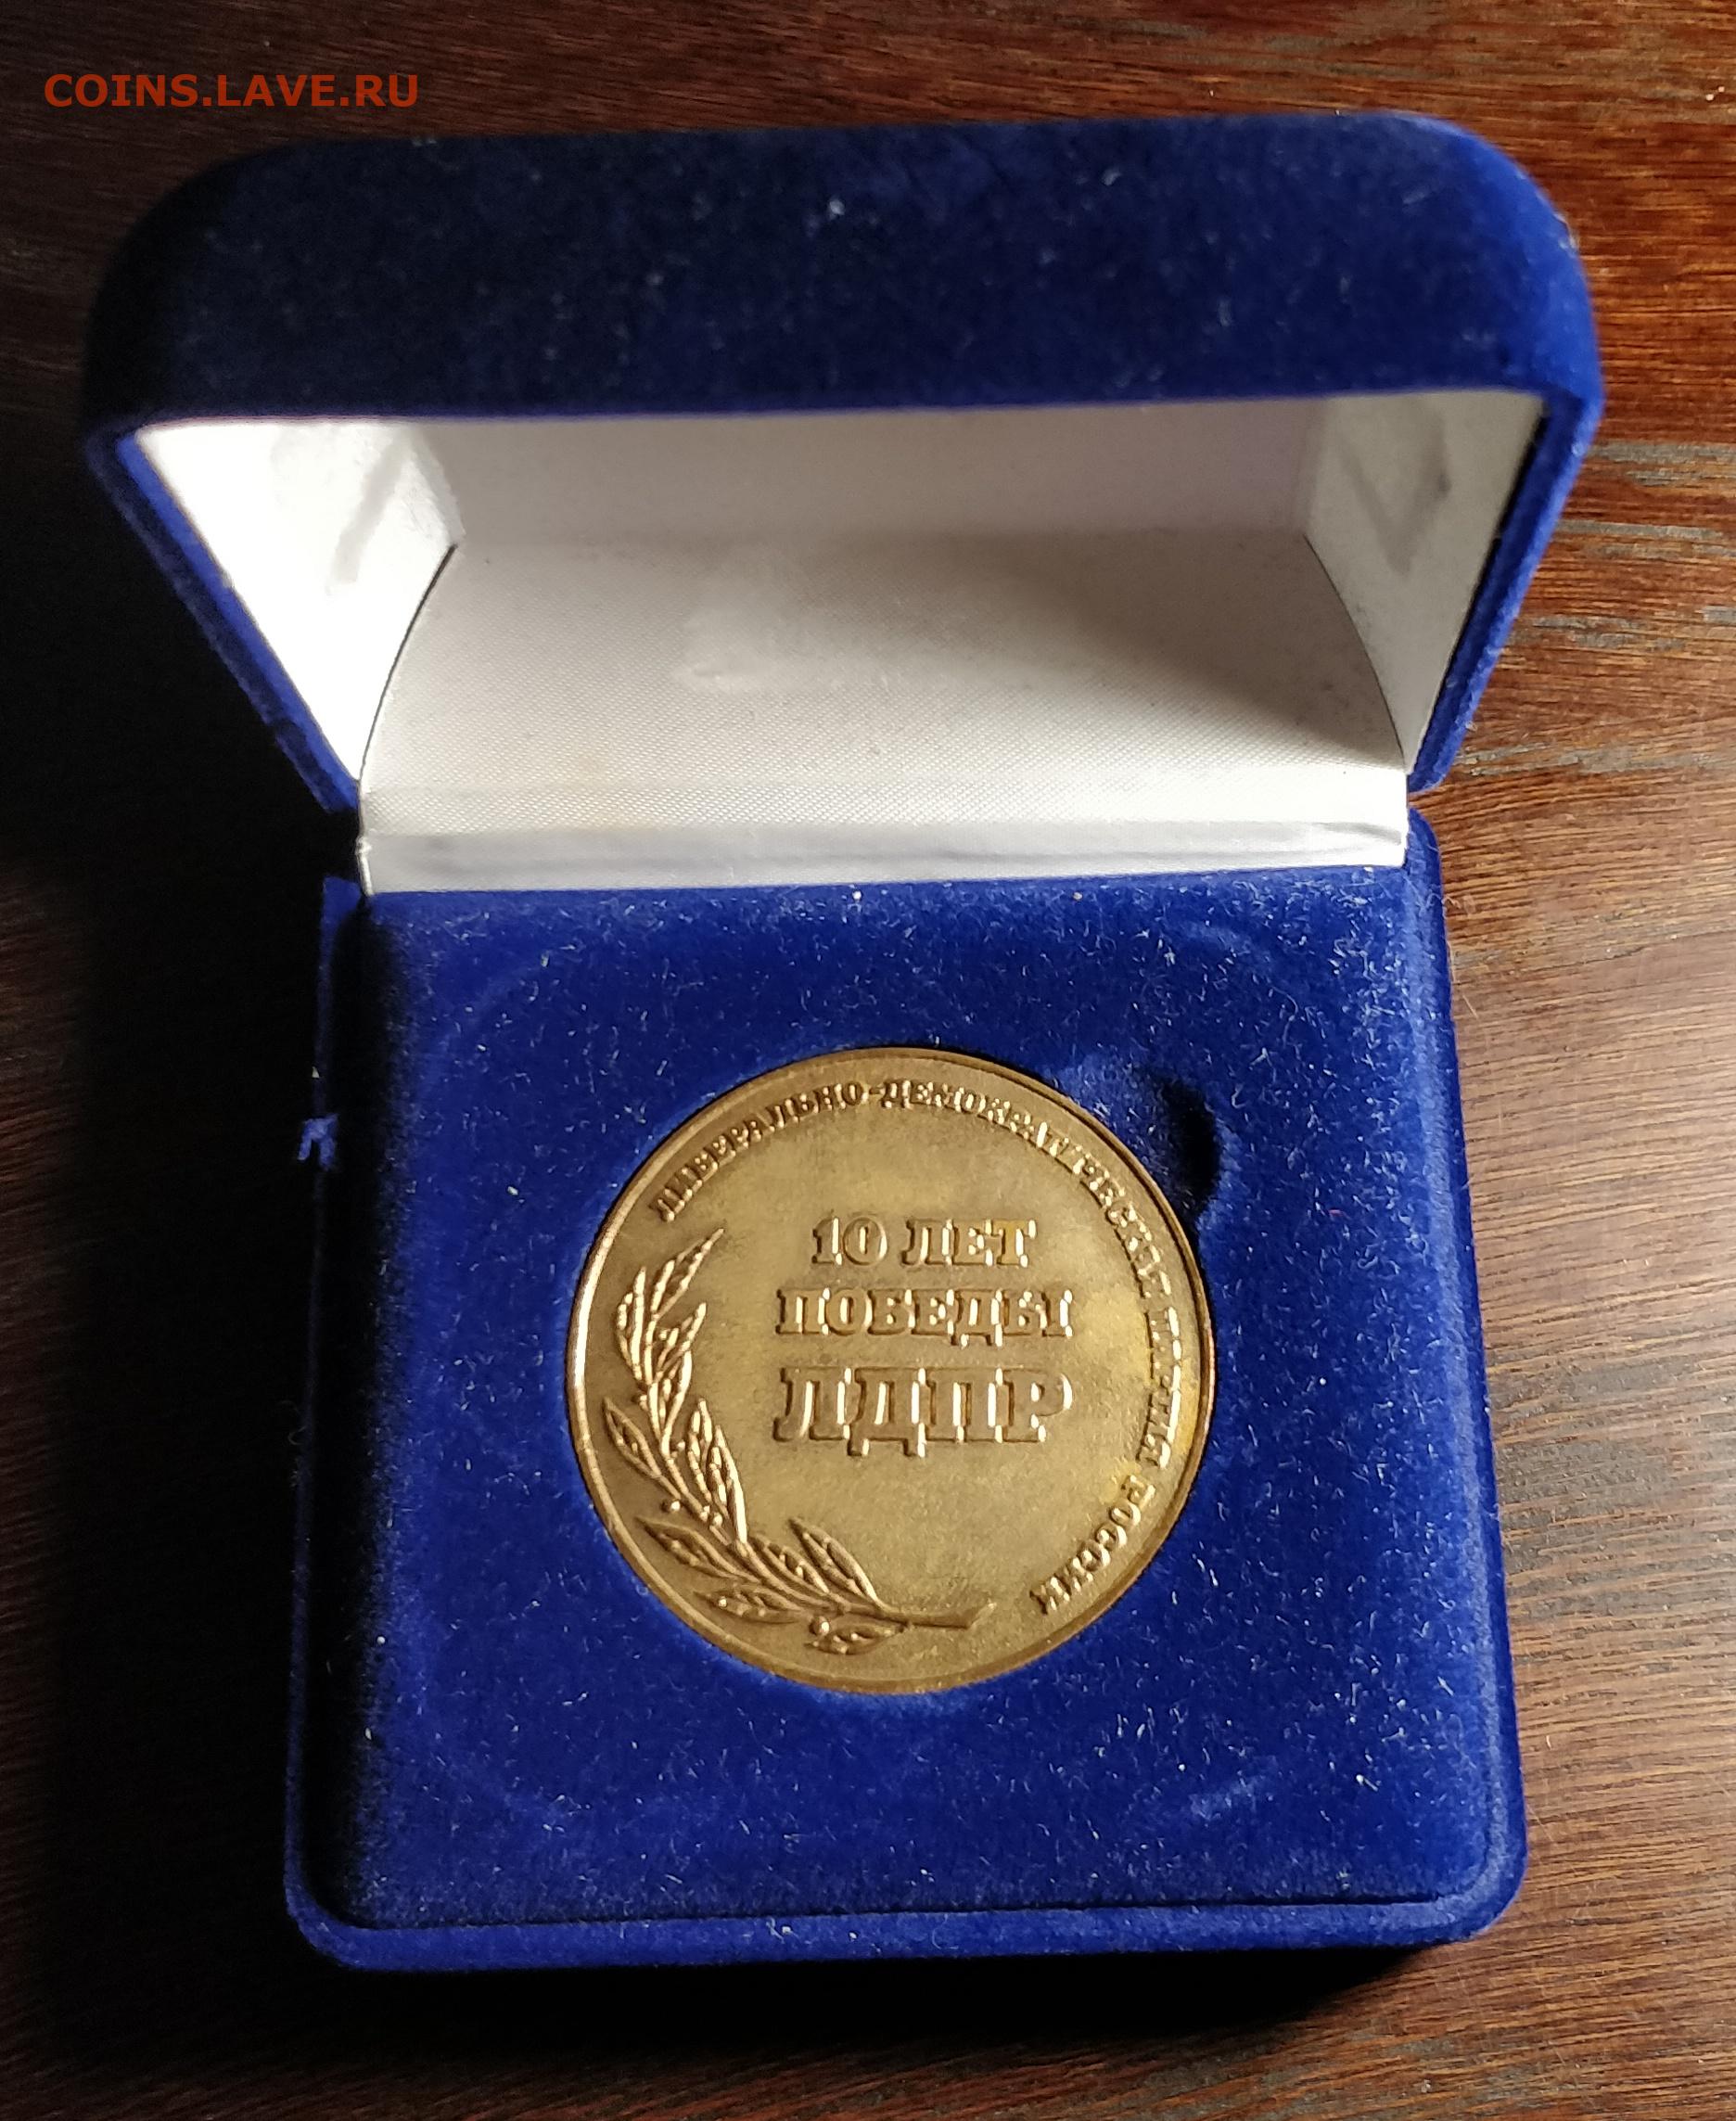 COINS.LAVE.RU
ЛИБЕРАЛЬНО-ДЕМОКРАТИЧЕСКАЯ ПАРТИЯ РОССИИ
10 ЛЕТ
ПОБЕДЫ
ЛДПР